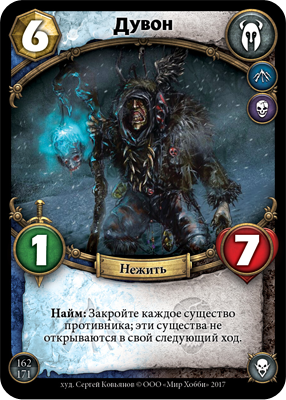 6
Дувон
1
Нежить
7
Найм: Закройте каждое существо
противника; эти существа не
открываются в свой следующий ход.
162
171
худ. Сергей Ковьянов © ООО «Мир Хобби» 2017